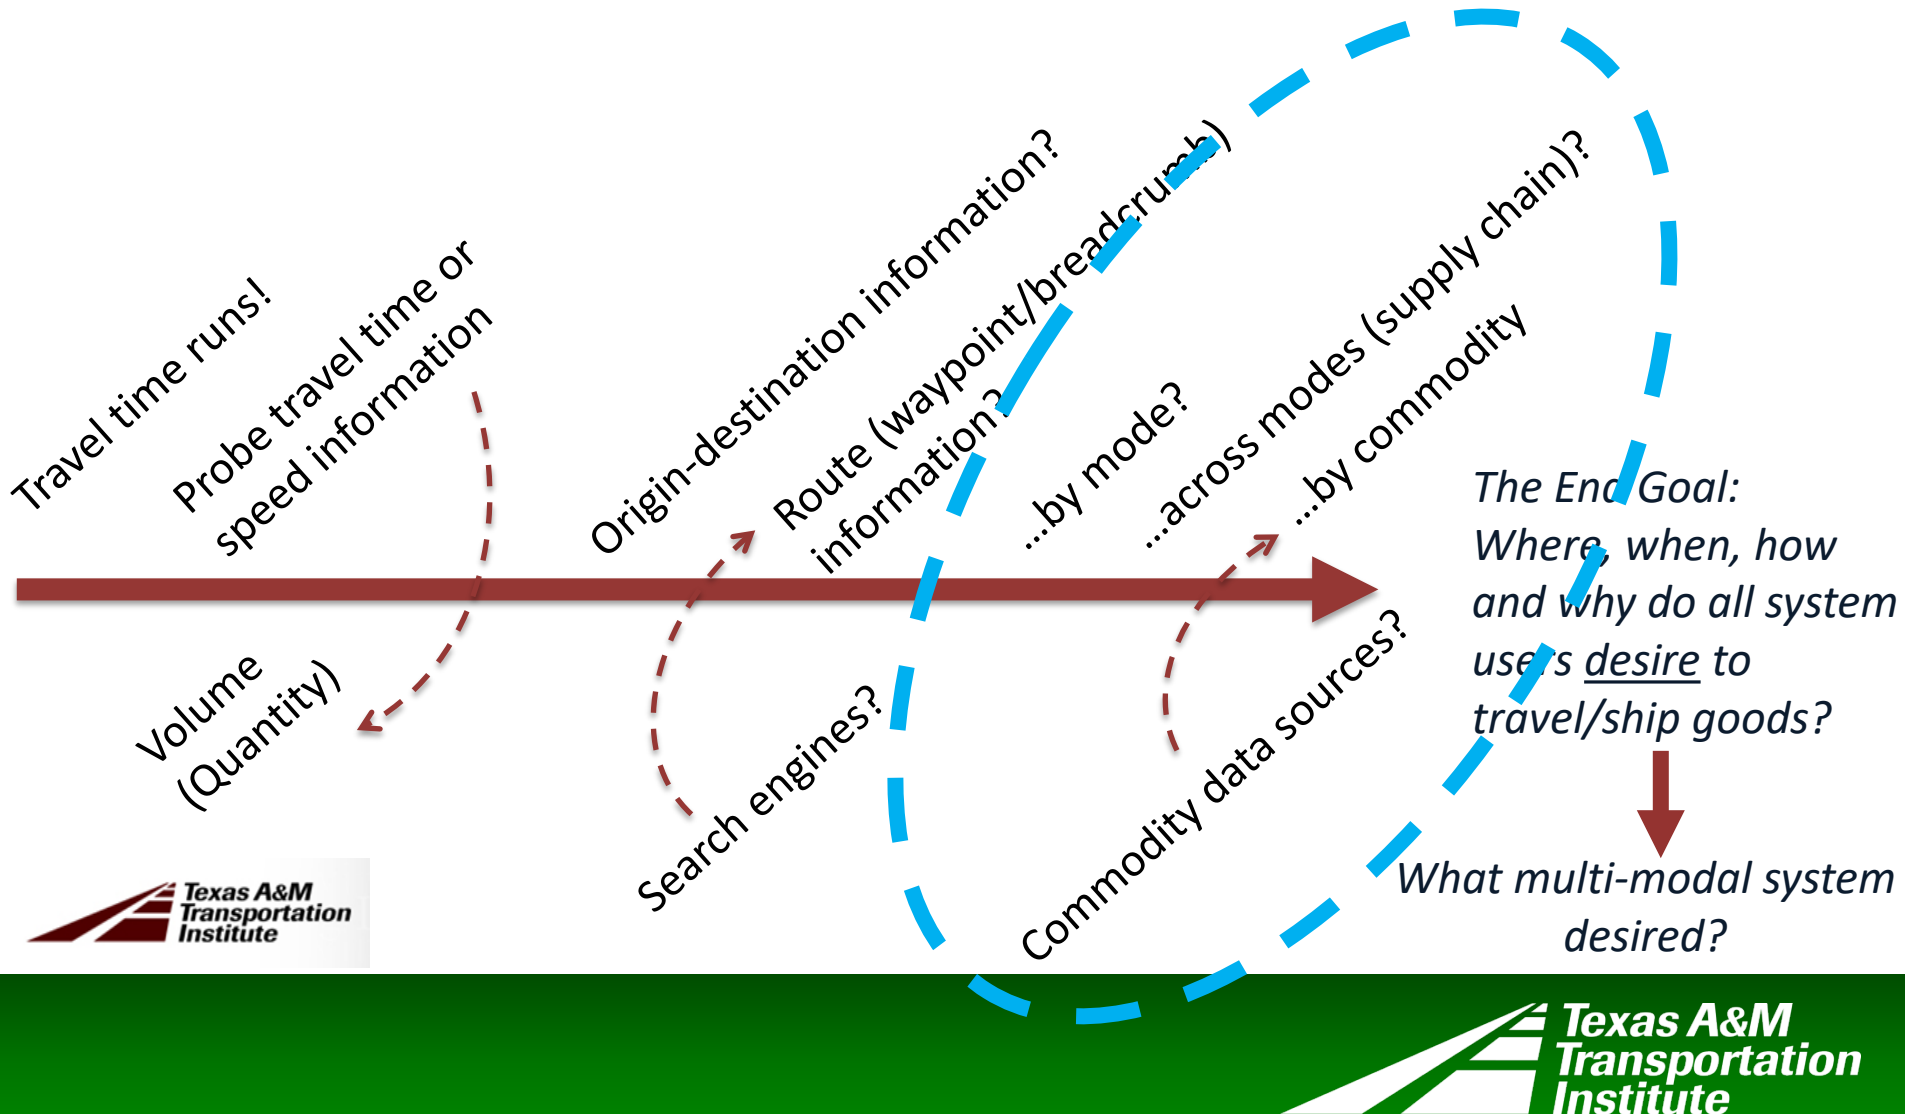 Travel time runs!
Probe travel time or
speed information
Origin-destination information?
Route (waypoint/breadcrumb)
information?
...by mode?
...across modes (supply chain)?
...by commodity
Volume
(Quantity)
Search engines?
Commodity data sources?
The End Goal:
Where, when, how
and why do all system
users desire to
travel/ship goods?
What multi-modal system
desired?
Texas A&M
Transportation
Institute
Texas A&M
Transportation
Institute